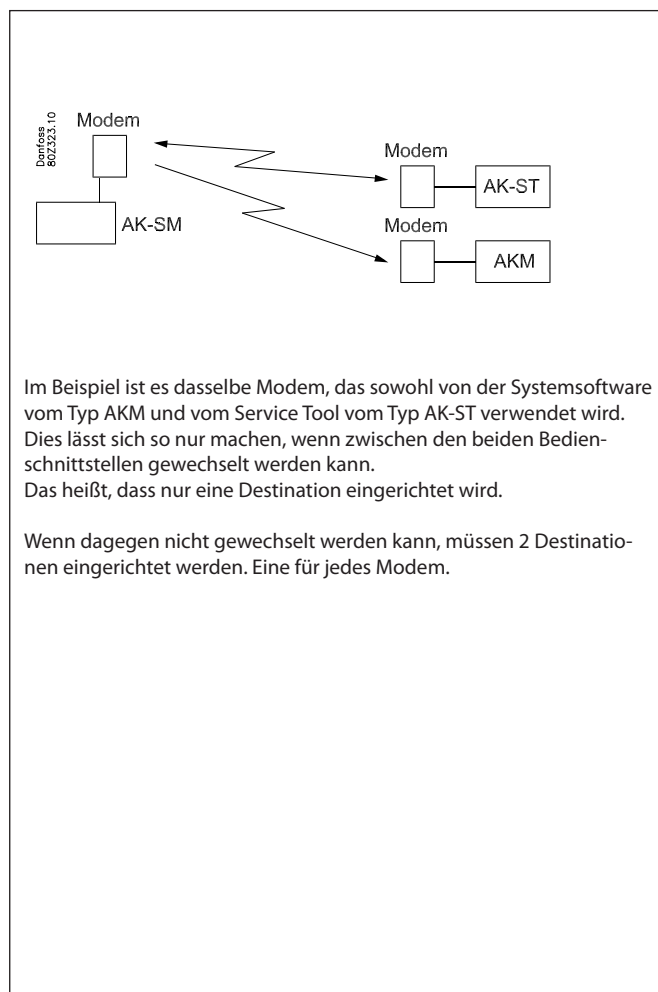 Danfoss
80Z323.10
Modem
AK-SM
Modem
AK-ST
Modem
AKM
Im Beispiel ist es dasselbe Modem, das sowohl von der Systemsoftware
vom Typ AKM und vom Service Tool vom Typ AK-ST verwendet wird.
Dies lässt sich so nur machen, wenn zwischen den beiden Bedien-
schnittstellen gewechselt werden kann.
Das heißt, dass nur eine Destination eingerichtet wird.
Wenn dagegen nicht gewechselt werden kann, müssen 2 Destinatio-
nen eingerichtet werden. Eine für jedes Modem.